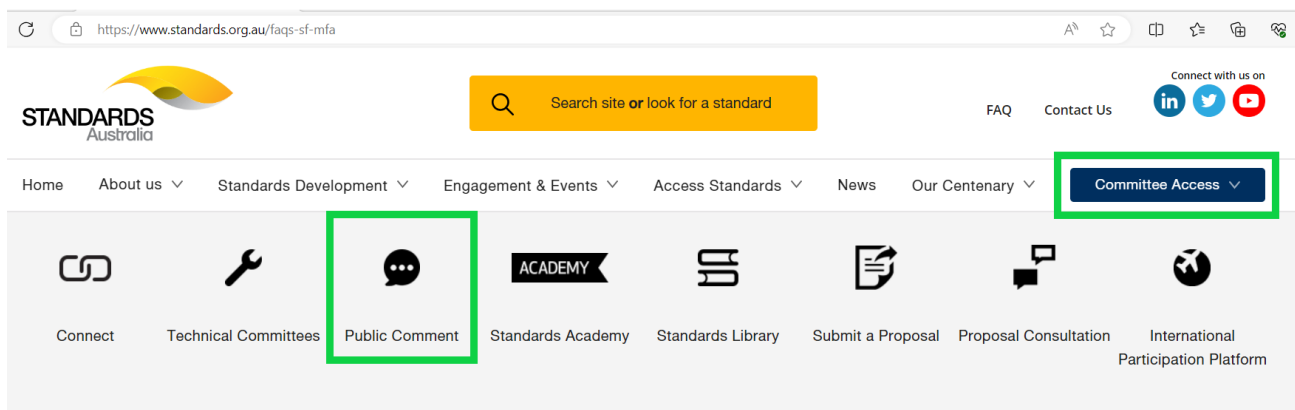 https://www.standards.org.au/faqs-sf-mfa
Connect with us on
STANDARDS
Australia
Search site or look for a standard
FAQ Contact Us
Home About us Standards Development Engagement & Events Access Standards News Our Centenary Committee Access
ACADEMY
Connect Technical Committees Public Comment Standards Academy Standards Library Submit a Proposal Proposal Consultation International
Participation Platform